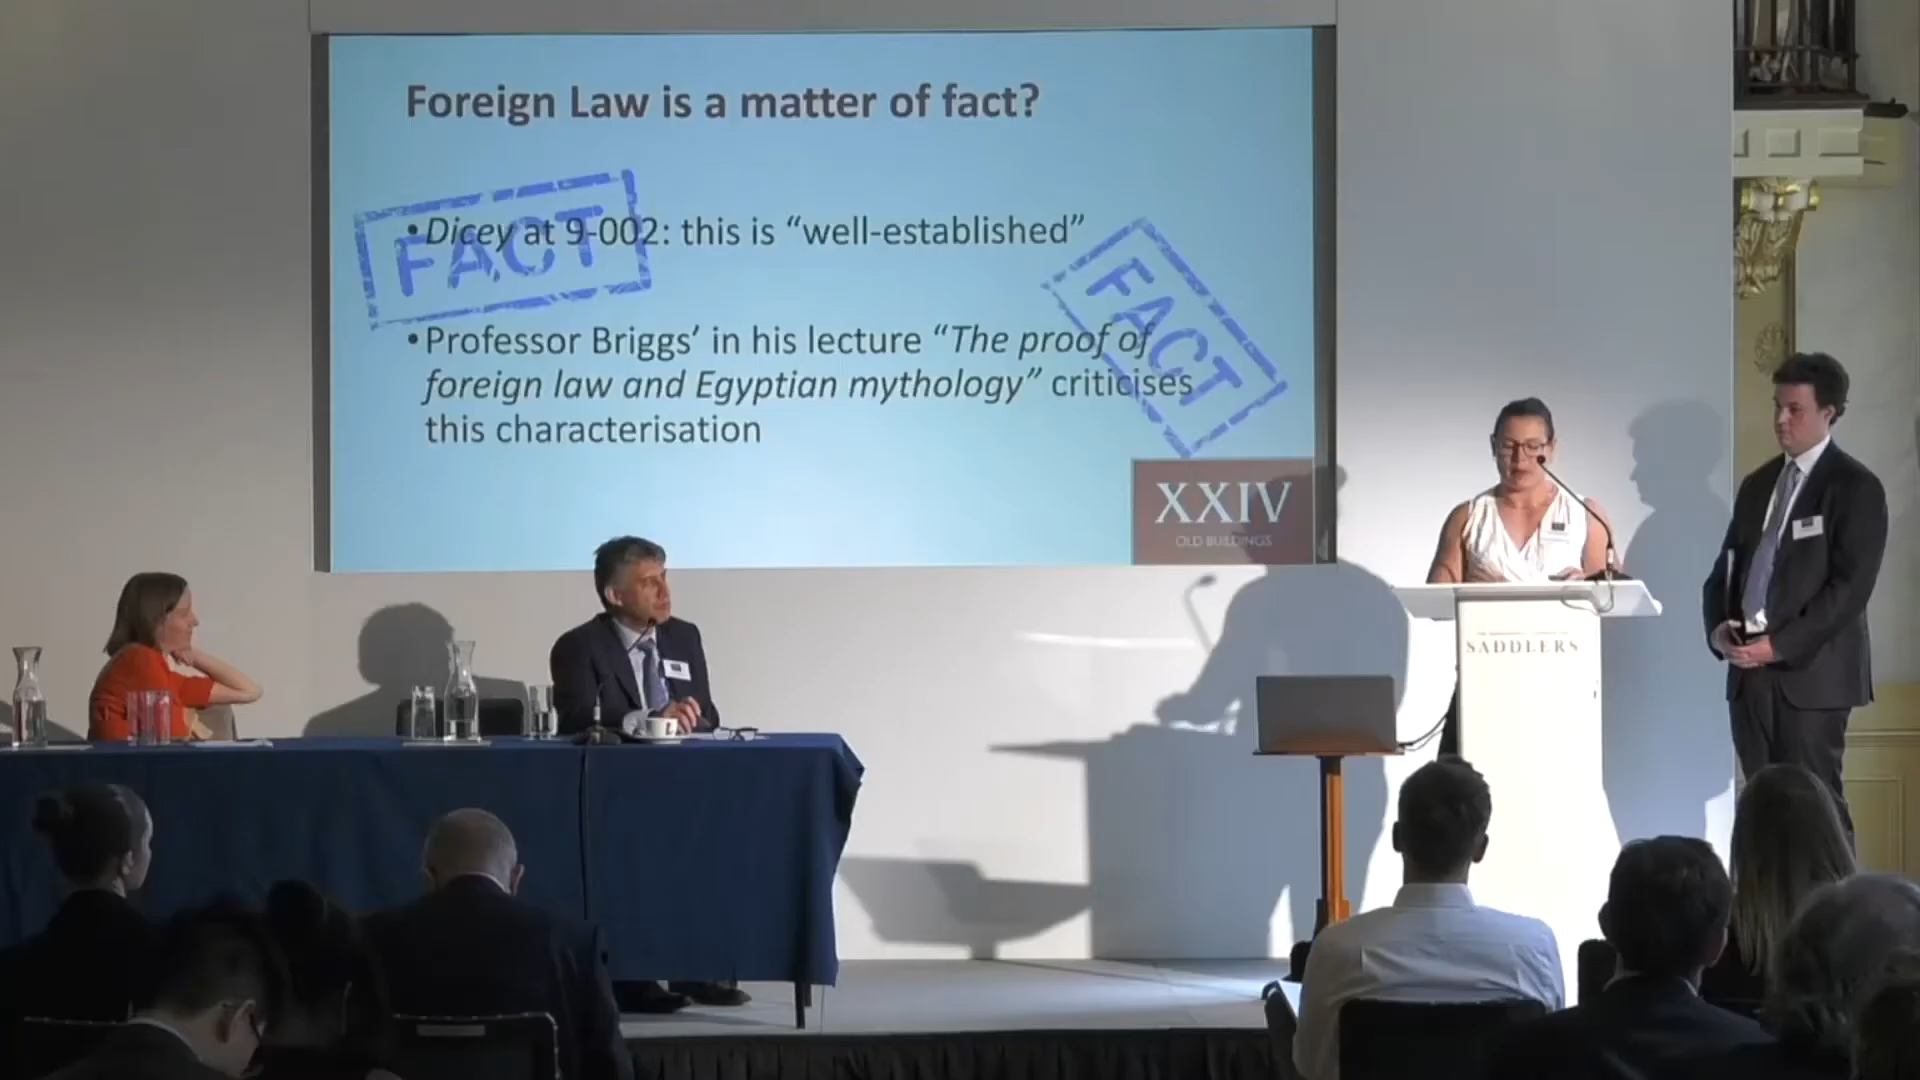 Foreign Law is a matter of fact?
•Dicey at 9-002: this is “well-established”
FACT
FACT
•Professor Briggs’ in his lecture “The proof of
foreign law and Egyptian mythology” criticises
this characterisation
XXIV
OLD BUILDINGS
SADDLERS